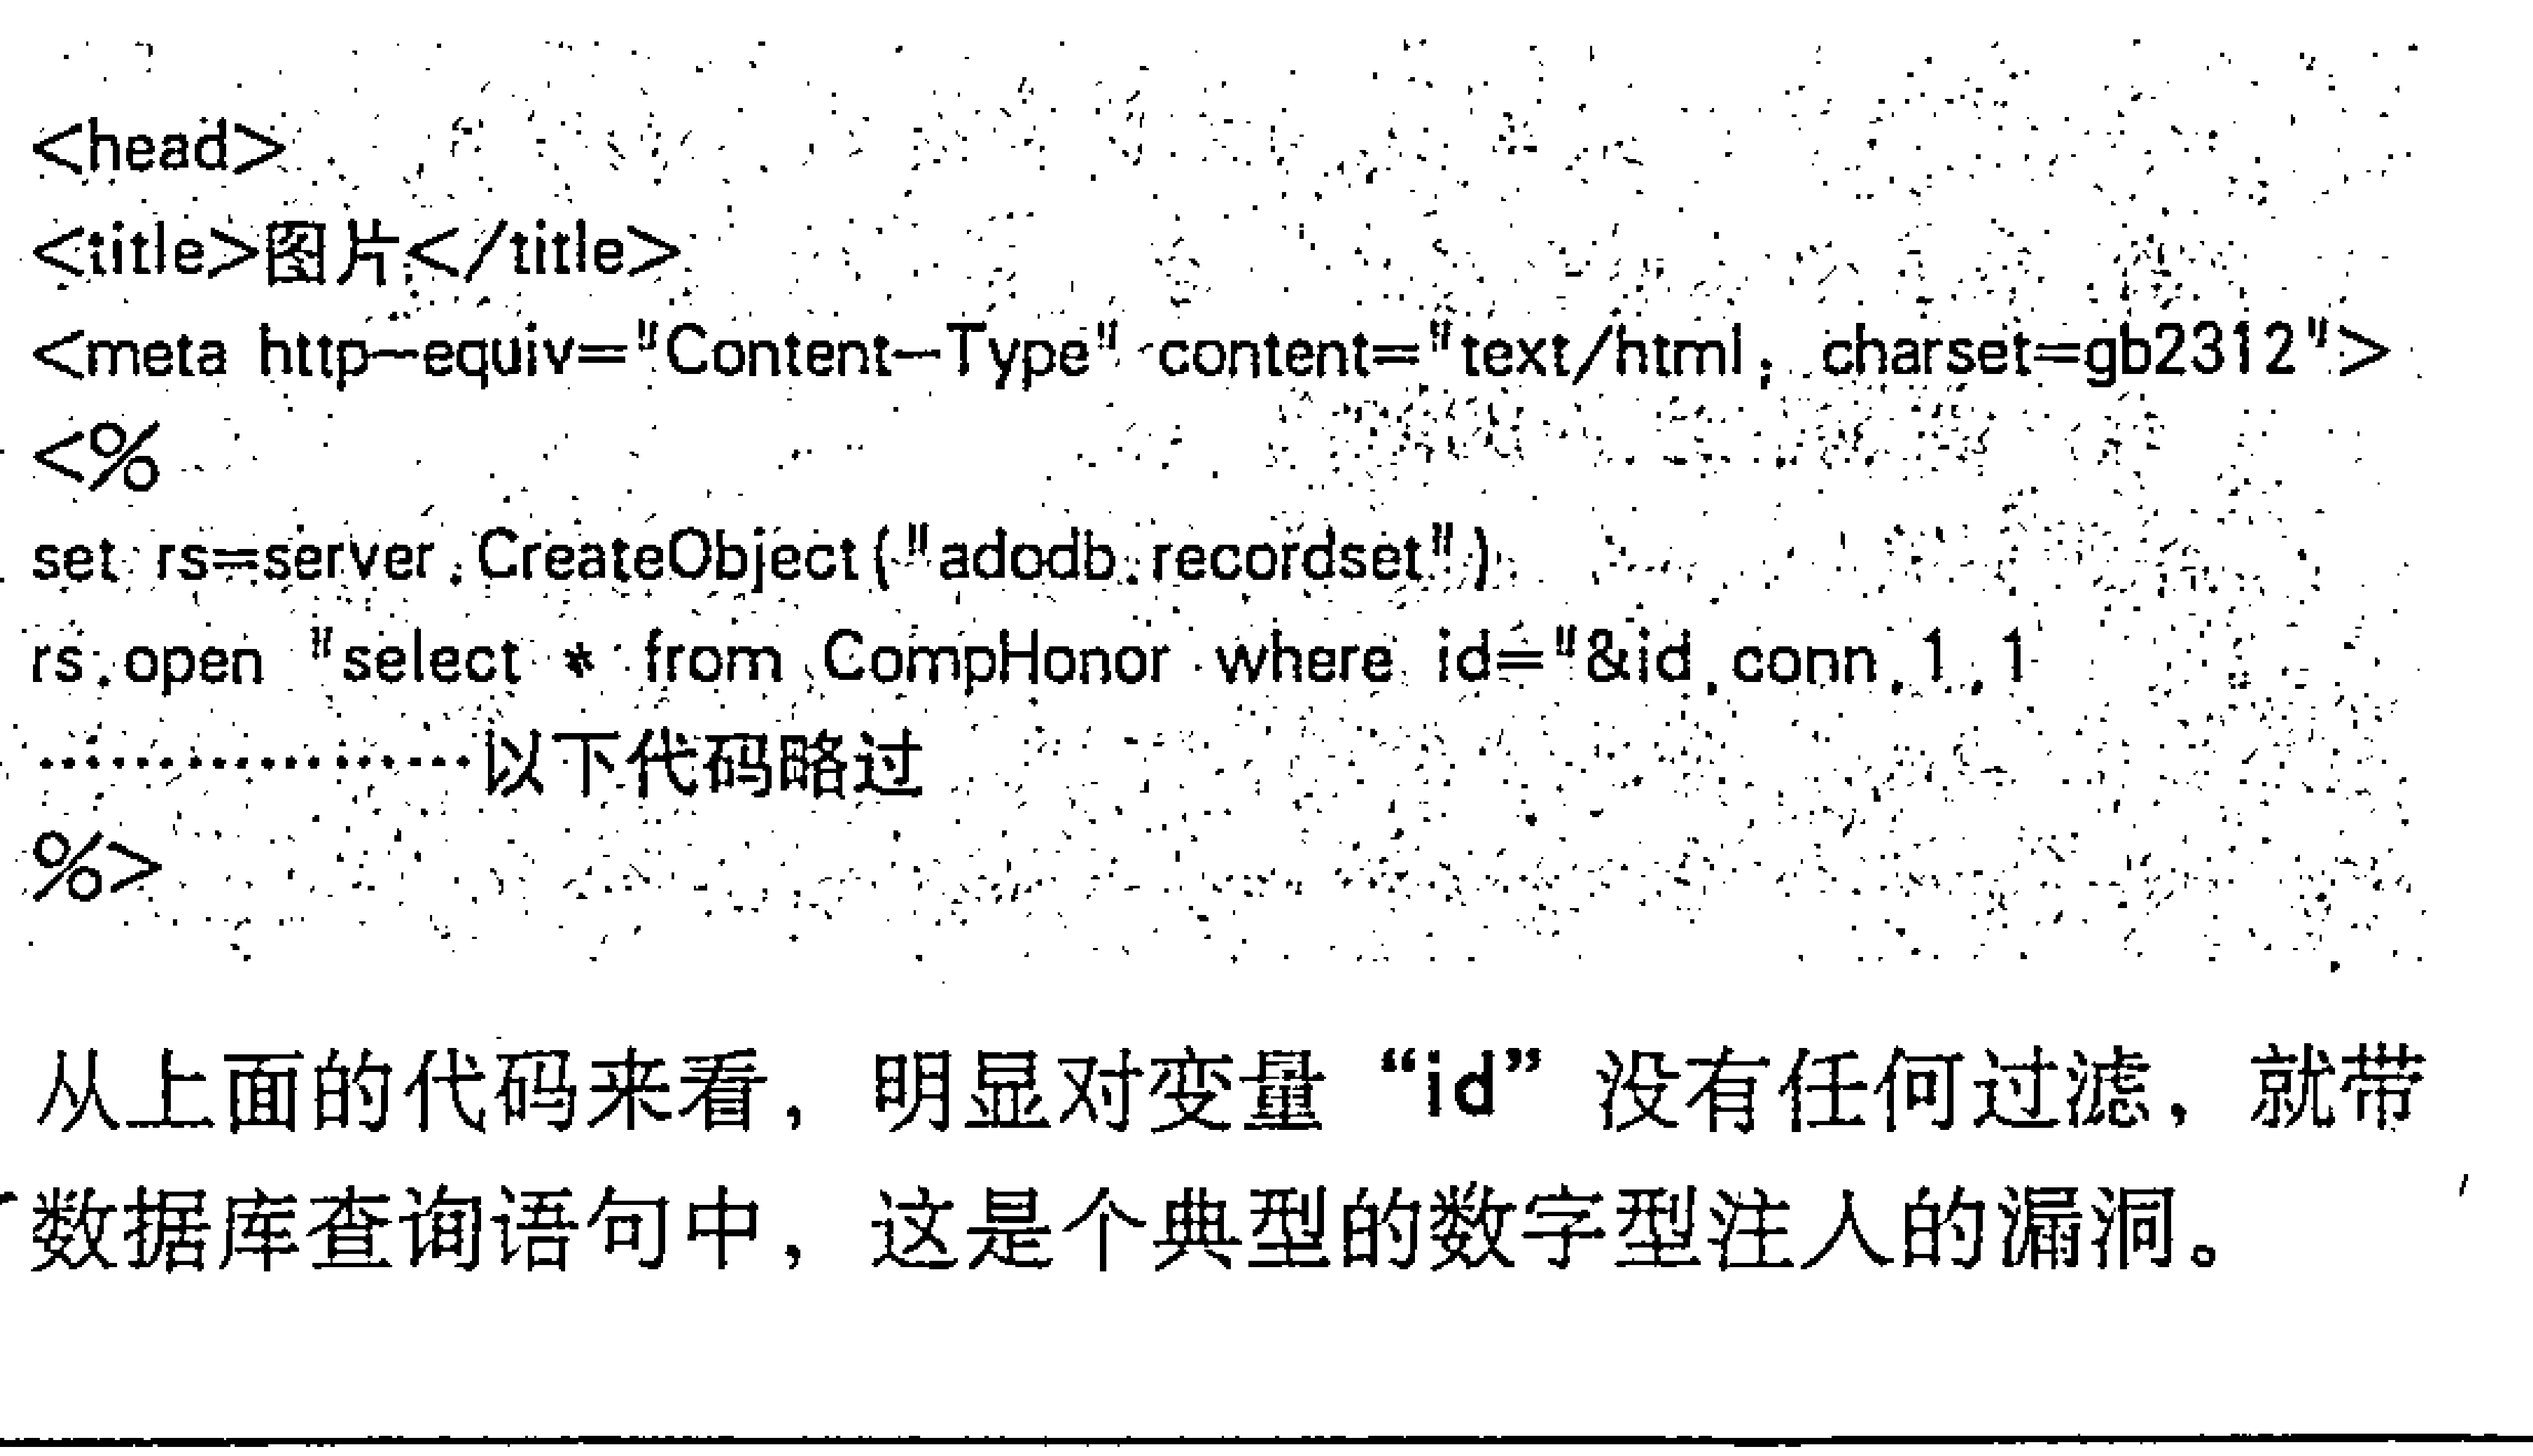 <head>
<title>图片</title>
<meta http-equiv="Content-Type" content="text/html; charset=gb2312">
<%
set rs=server.CreateObject("adodb.recordset")
rs.open "select * from CompHonor where id="&id,conn,1,1
………………以下代码略过
%>
从上面的代码来看，明显对变量“id”没有任何过滤，就带
数据库查询语句中，这是个典型的数字型注入的漏洞。